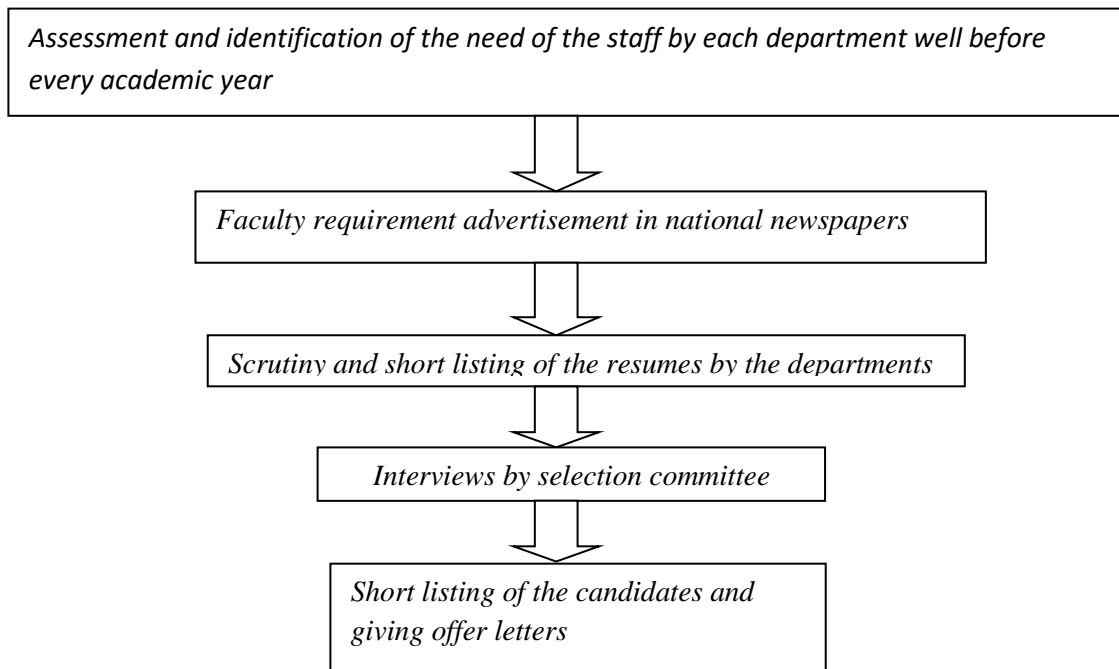 Assessment and identification of the need of the staff by each department well before
every academic year
Faculty requirement advertisement in national newspapers
Scrutiny and short listing of the resumes by the departments
Interviews by selection committee
Short listing of the candidates and
giving offer letters